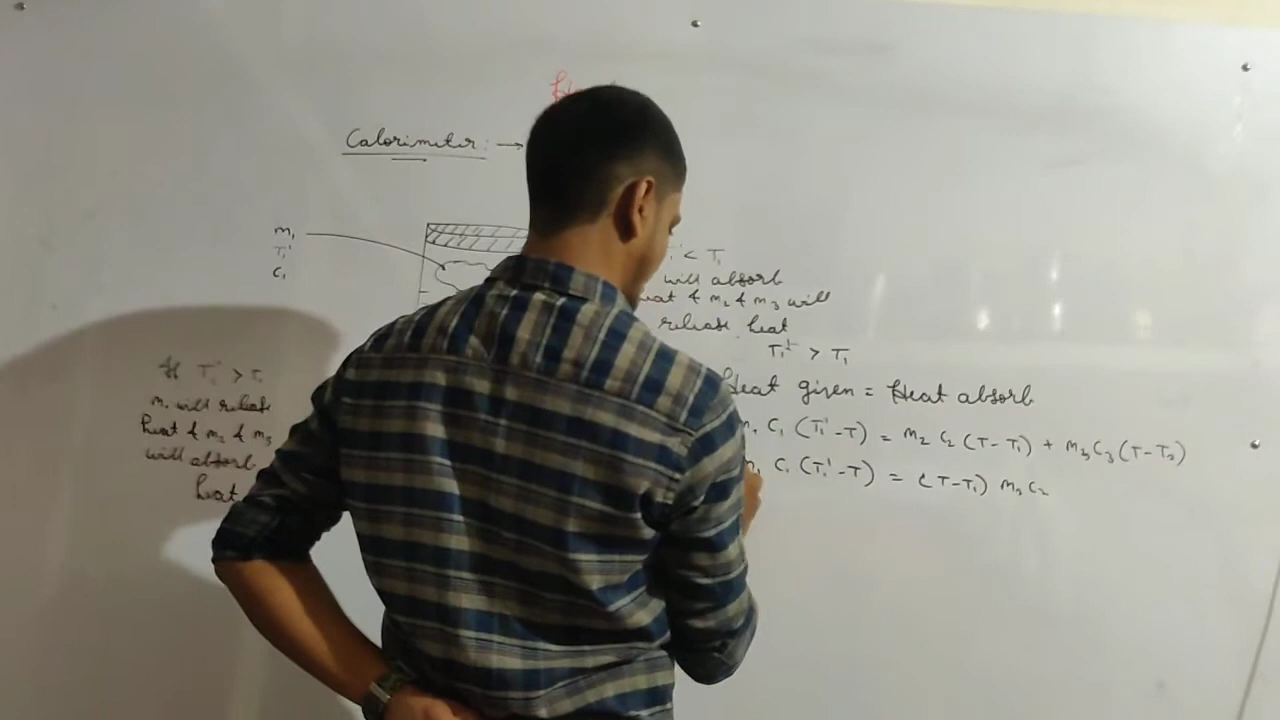 Calorimeter: →
m₁
T₁'
C₁
T₁' < T₁
will absorb
heat & m₂ & m₃ will
release heat
T₁' > T₁
If T₁' > T₁
m₁ will release
heat & m₂ & m₃
will absorb
heat
Heat given = Heat absorb
m₁ C₁ (T₁'-T) = m₂ C₂ (T-T₁) + m₃C₃ (T-T₂)
m₁ C₁ (T₁'-T) = (T-T₁) m₂ C₂